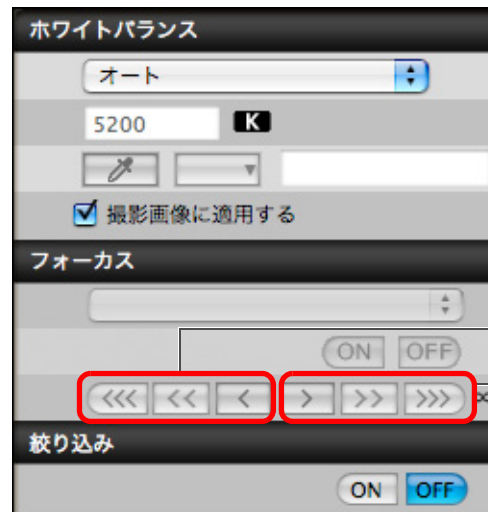 ホワイトバランス
オート
5200 K
撮影画像に適用する
フォーカス
ON OFF
<<< << < > >> >>> ∞
絞り込み
ON OFF